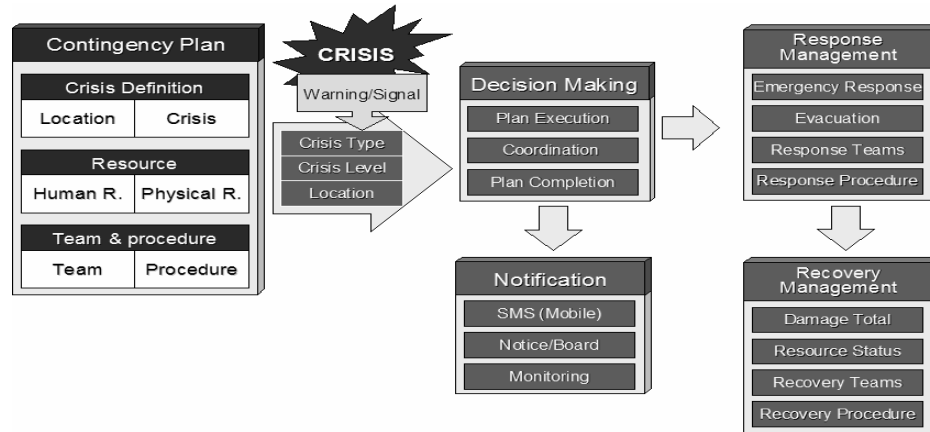 Contingency Plan
Crisis Definition
Location Crisis
Resource
Human R. Physical R.
Team & procedure
Team Procedure
CRISIS
Warning/Signal
Crisis Type
Crisis Level
Location
Decision Making
Plan Execution
Coordination
Plan Completion
Notification
SMS (Mobile)
Notice/Board
Monitoring
Response
Management
Emergency Response
Evacuation
Response Teams
Response Procedure
Recovery
Management
Damage Total
Resource Status
Recovery Teams
Recovery Procedure